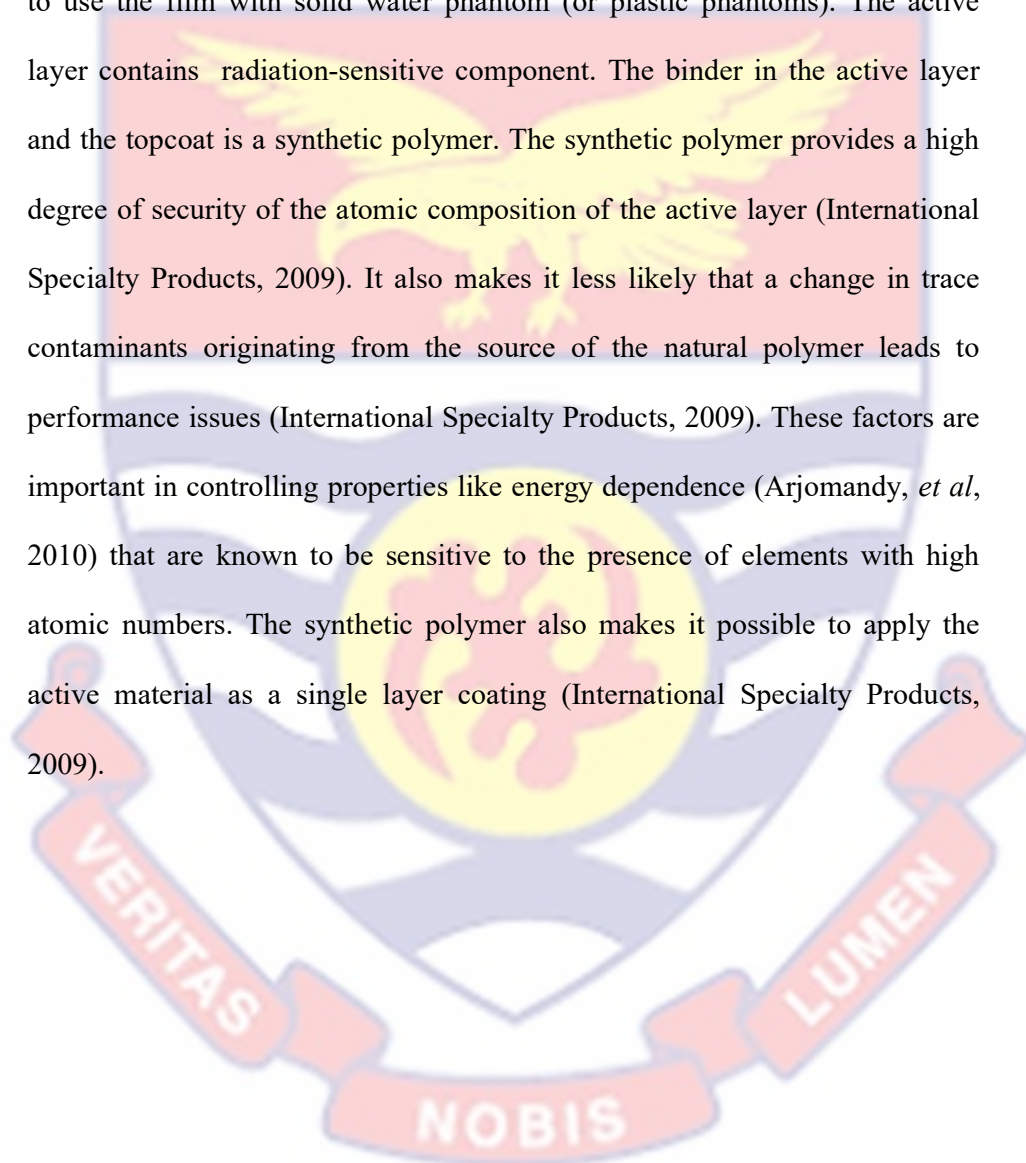 to use the film with solid water phantom (or plastic phantoms). The active
layer contains radiation-sensitive component. The binder in the active layer
and the topcoat is a synthetic polymer. The synthetic polymer provides a high
degree of security of the atomic composition of the active layer (International
Specialty Products, 2009). It also makes it less likely that a change in trace
contaminants originating from the source of the natural polymer leads to
performance issues (International Specialty Products, 2009). These factors are
important in controlling properties like energy dependence (Arjomandy, et al,
2010) that are known to be sensitive to the presence of elements with high
atomic numbers. The synthetic polymer also makes it possible to apply the
active material as a single layer coating (International Specialty Products,
2009).
VERITAS
NOBIS
LUMEN